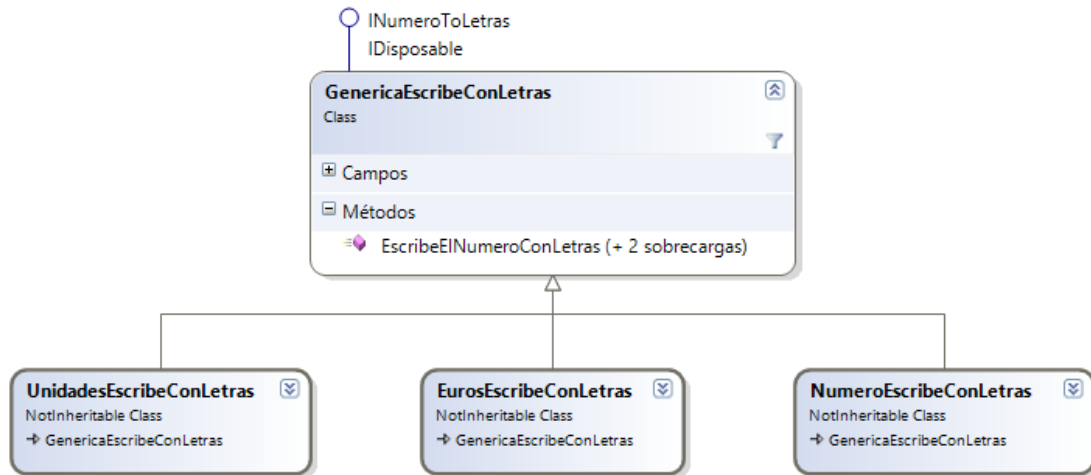 INumeroToLetras
IDisposable
GenericaEscribeConLetras
Class
Campos
Métodos
EscribeElNumeroConLetras (+ 2 sobrecargas)
UnidadesEscribeConLetras
NotInheritable Class
GenericaEscribeConLetras
EurosEscribeConLetras
NotInheritable Class
GenericaEscribeConLetras
NumeroEscribeConLetras
NotInheritable Class
GenericaEscribeConLetras